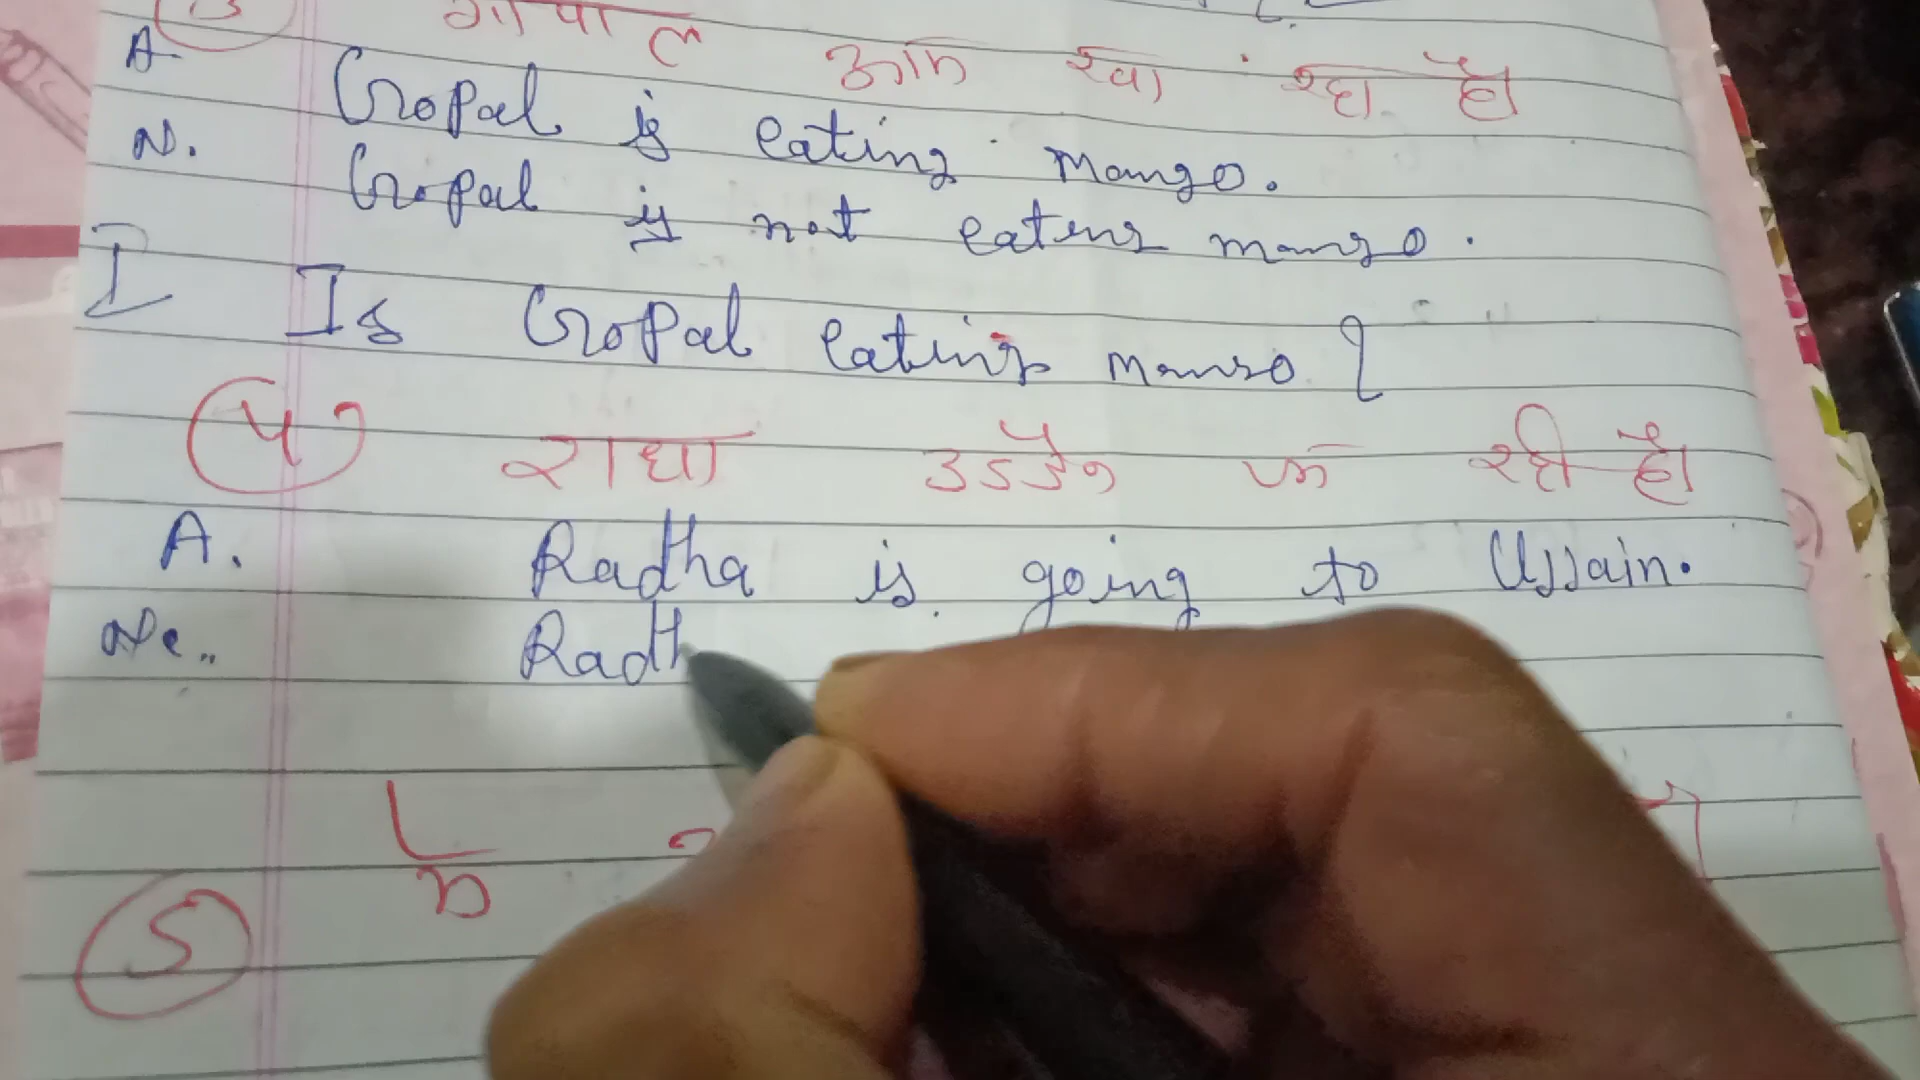 गोपाल आम खा रहा है।
A Gopal is eating mango.
N. Gopal is not eating mango.
I Is Gopal eating mango?
4 राधा उज्जैन जा रही है।
A. Radha is going to Ujjain.
Ne.. Radh
5